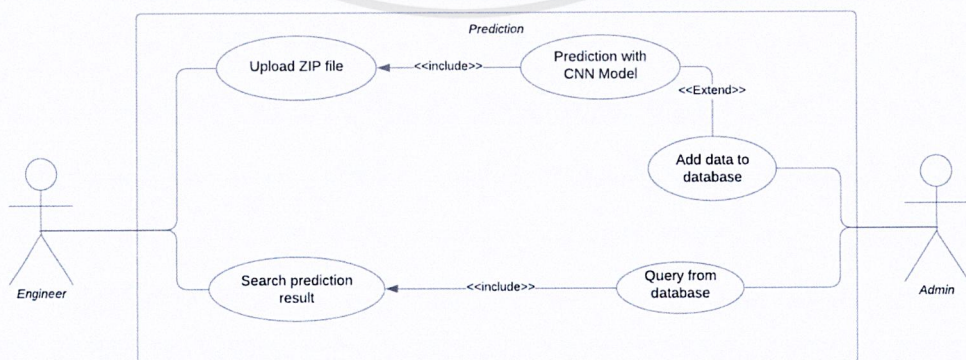 Prediction
Upload ZIP file
<<include>>
Prediction with
CNN Model
<<Extend>>
Add data to
database
Engineer
Admin
Search prediction
result
<<include>>
Query from
database